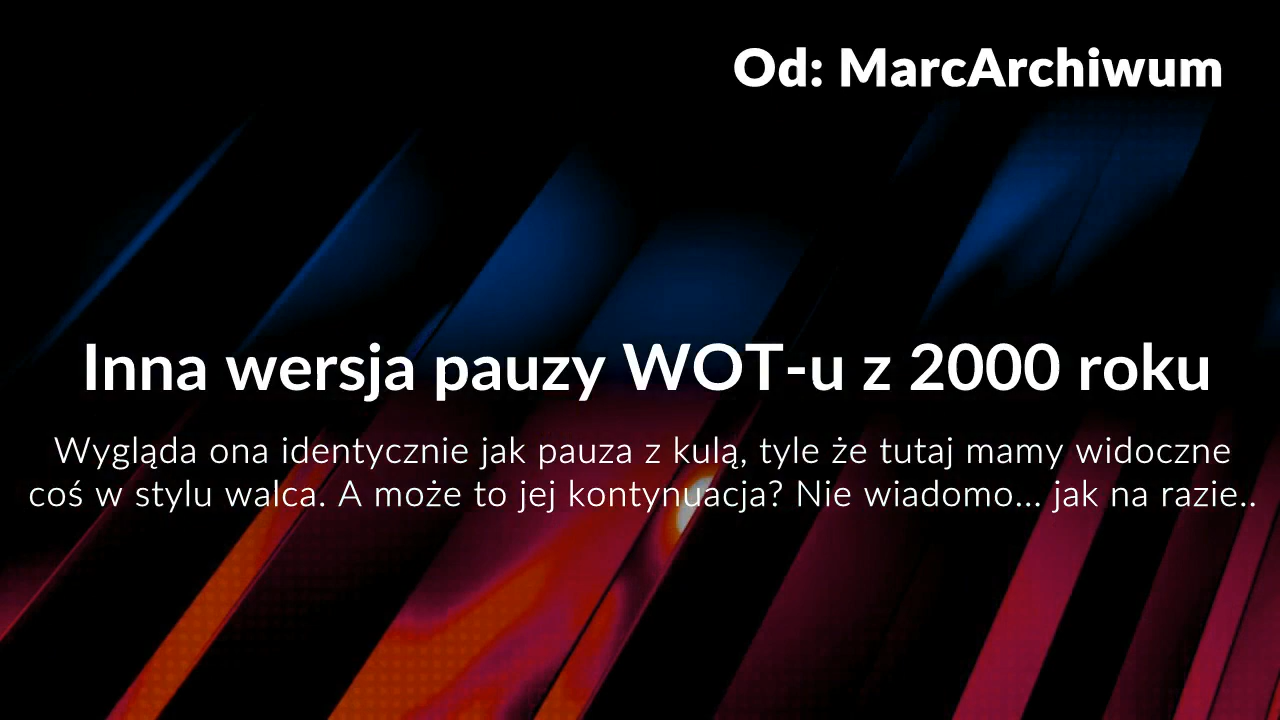 Od: MarcArchiwum
Inna wersja pauzy WOT-u z 2000 roku
Wygląda ona identycznie jak pauza z kulą, tyle że tutaj mamy widoczne
coś w stylu walca. A może to jej kontynuacja? Nie wiadomo... jak na razie..